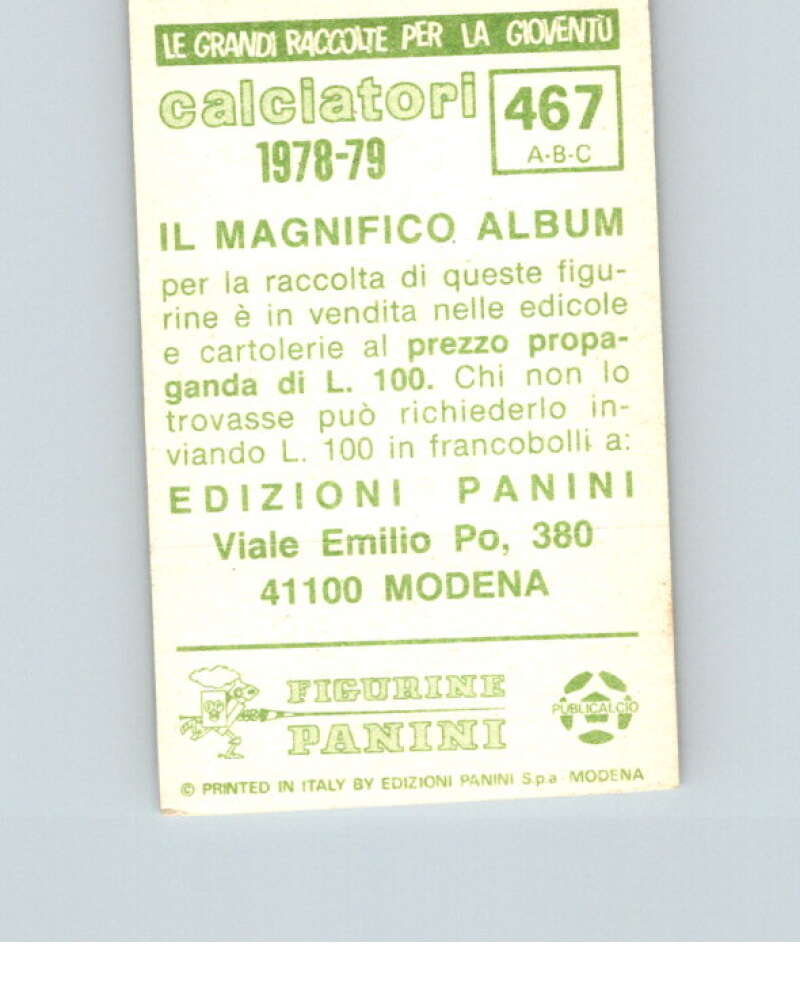 LE GRANDI RACCOLTE PER LA GIOVENTÙ
calciatori
1978-79
467
A-B-C
IL MAGNIFICO ALBUM
per la raccolta di queste figu-
rine è in vendita nelle edicole
e cartolerie al prezzo propa-
ganda di L. 100. Chi non lo
trovasse può richiederlo in-
viando L. 100 in francobolli a:
EDIZIONI PANINI
Viale Emilio Po, 380
41100 MODENA
FIGURINE
PANINI
PUBLICALCIO
© PRINTED IN ITALY BY EDIZIONI PANINI S.p.a - MODENA